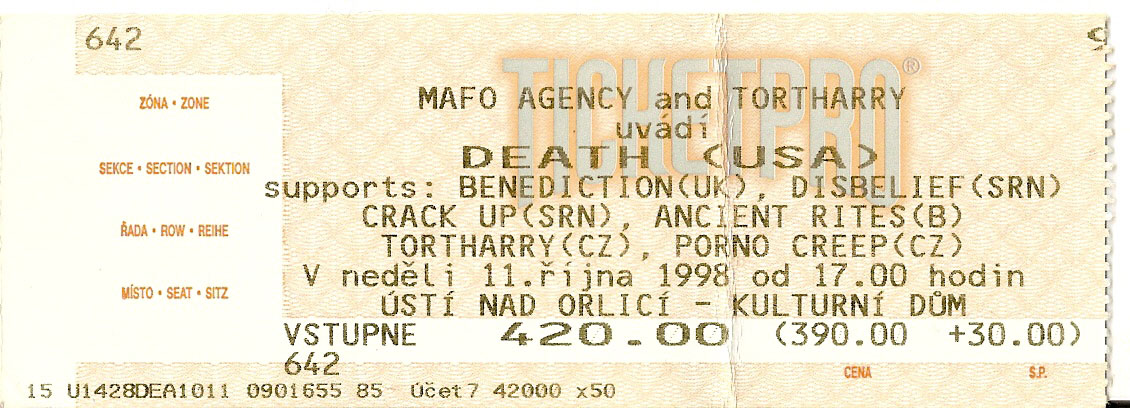 642
TICKETPRO®
ZÓNA • ZONE
MAFO AGENCY and TORTHARRY
uvádí
DEATH (USA)
SEKCE • SECTION • SEKTION
supports: BENEDICTION(UK), DISBELIEF(SRN)
CRACK UP(SRN), ANCIENT RITES(B)
ŘADA • ROW • REIHE
TORTHARRY(CZ), PORNO CREEP(CZ)
V neděli 11.října 1998 od 17.00 hodin
MÍSTO • SEAT • SITZ
ÚSTÍ NAD ORLICÍ - KULTURNÍ DŮM
VSTUPNE 420.00 (390.00 +30.00)
642
CENA S.P.
15 U1428DEA1011 0901655 85 Účet7 42000 x50